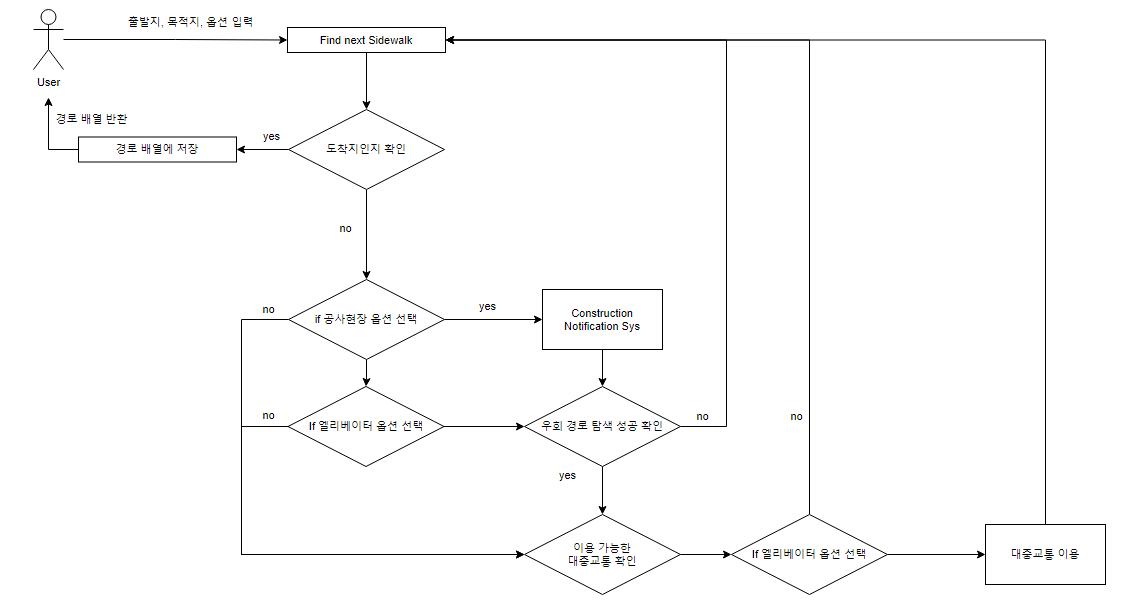 출발지, 목적지, 옵션 입력
Find next Sidewalk
User
경로 배열 반환
yes
경로 배열에 저장
도착지인지 확인
no
no
if 공사현장 옵션 선택
yes
Construction
Notification Sys
no
If 엘리베이터 옵션 선택
우회 경로 탐색 성공 확인
no
no
yes
이용 가능한
대중교통 확인
If 엘리베이터 옵션 선택
대중교통 이용